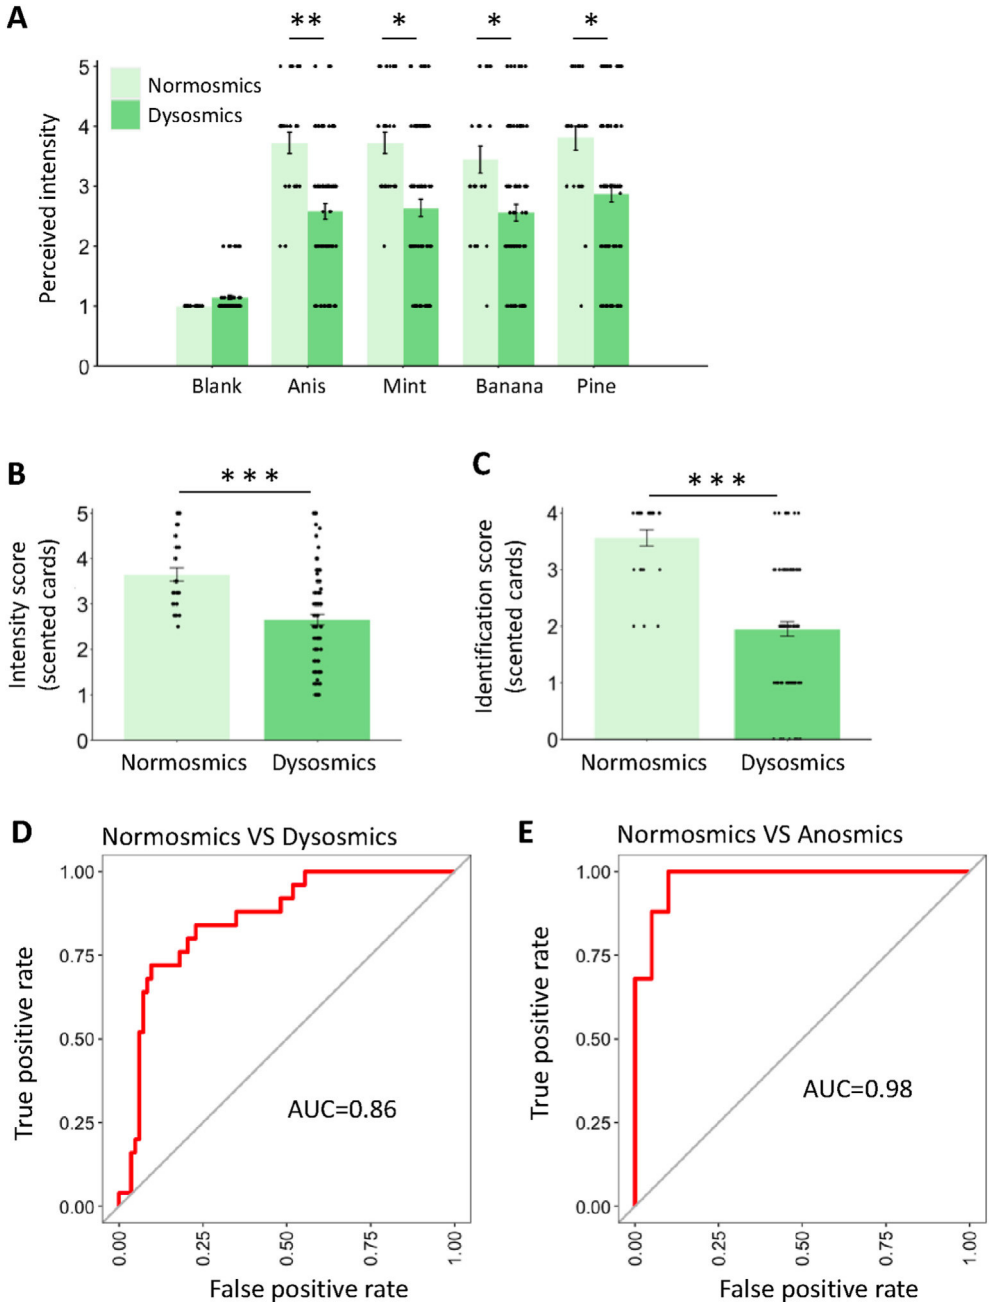 A
** * * *
Normosmics
Dysosmics
Perceived intensity
5
4
3
2
1
0
Blank Anis Mint Banana Pine
B
***
Intensity score
(scented cards)
5
4
3
2
1
0
Normosmics Dysosmics
C
***
Identification score
(scented cards)
4
3
2
1
0
Normosmics Dysosmics
D
Normosmics VS Dysosmics
True positive rate
1.00
0.75
0.50
0.25
0.00
AUC=0.86
0.00 0.25 0.50 0.75 1.00
False positive rate
E
Normosmics VS Anosmics
True positive rate
1.00
0.75
0.50
0.25
0.00
AUC=0.98
0.00 0.25 0.50 0.75 1.00
False positive rate